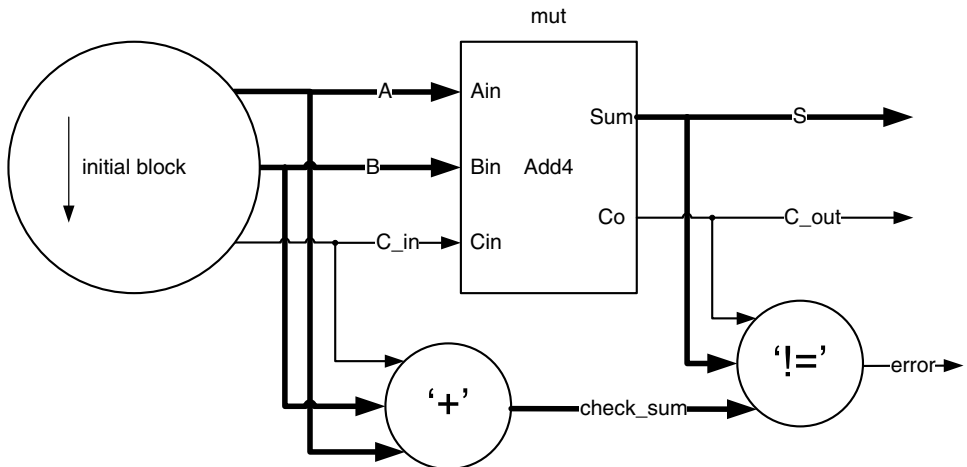 mut
A
Ain
Sum
S
initial block
B
Bin
Add4
Co
C_out
C_in
Cin
‘+’
check_sum
‘!=’
error